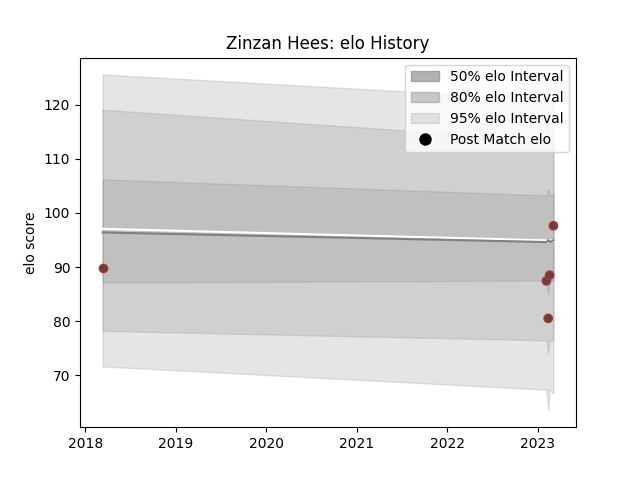 Zinzan Hees: elo History
50% elo Interval
80% elo Interval
95% elo Interval
Post Match elo
elo score
120
110
100
90
80
70
2018 2019 2020 2021 2022 2023